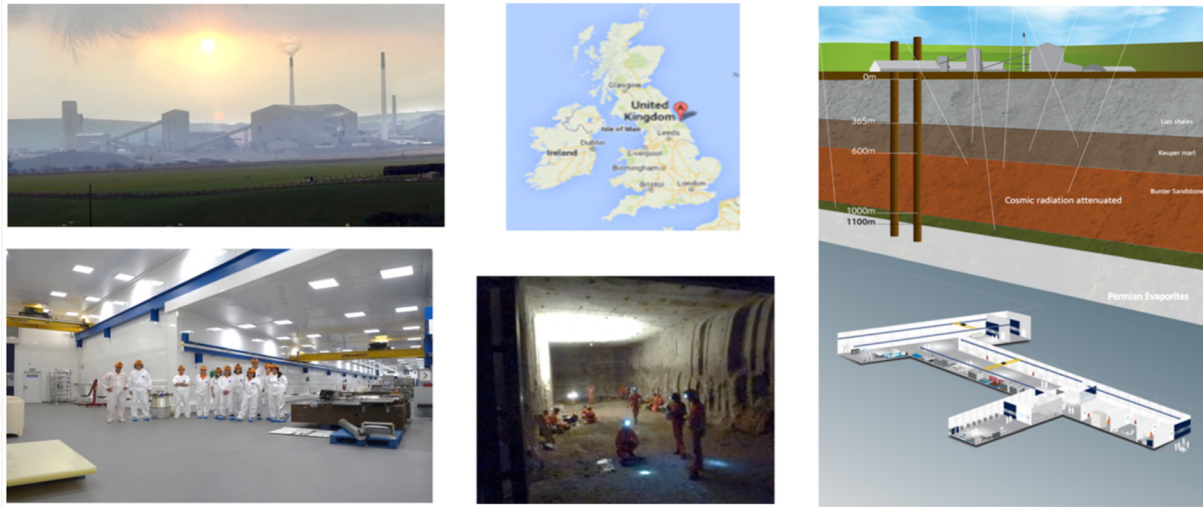 Glasgow
United
Kingdom
A
Isle of Man
Leeds
Dublin
Ireland
Liverpool
Birmingham
Bristol
London
0m
365m
600m
1000m
1100m
Lias shales
Keuper marl
Bunter Sandstone
Cosmic radiation attenuated
Permian Evaporites